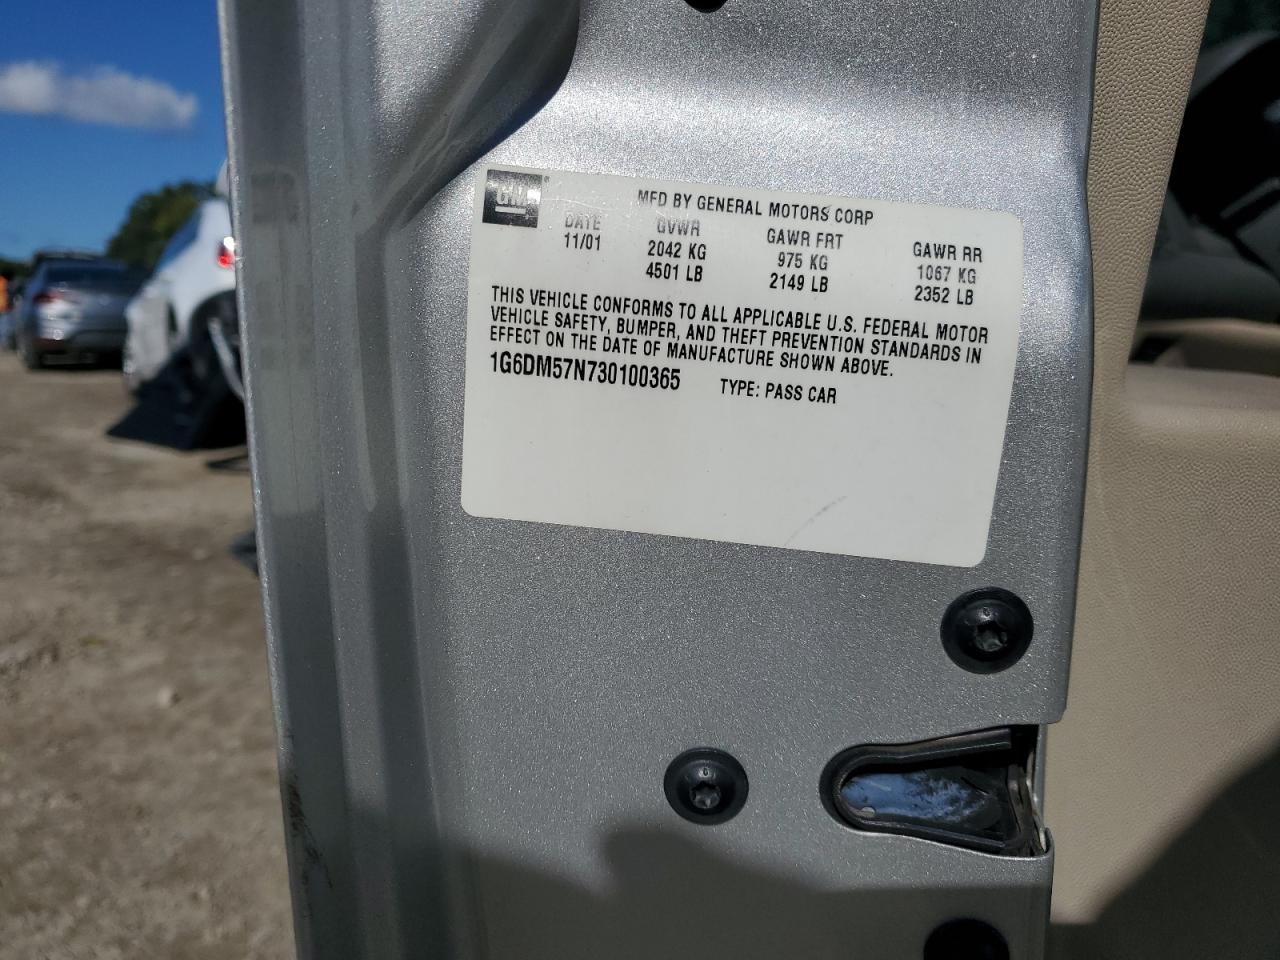 GM ®
MFD BY GENERAL MOTORS CORP
DATE GVWR GAWR FRT GAWR RR
11/01 2042 KG 975 KG 1067 KG
4501 LB 2149 LB 2352 LB
THIS VEHICLE CONFORMS TO ALL APPLICABLE U.S. FEDERAL MOTOR
VEHICLE SAFETY, BUMPER, AND THEFT PREVENTION STANDARDS IN
EFFECT ON THE DATE OF MANUFACTURE SHOWN ABOVE.
1G6DM57N730100365 TYPE: PASS CAR